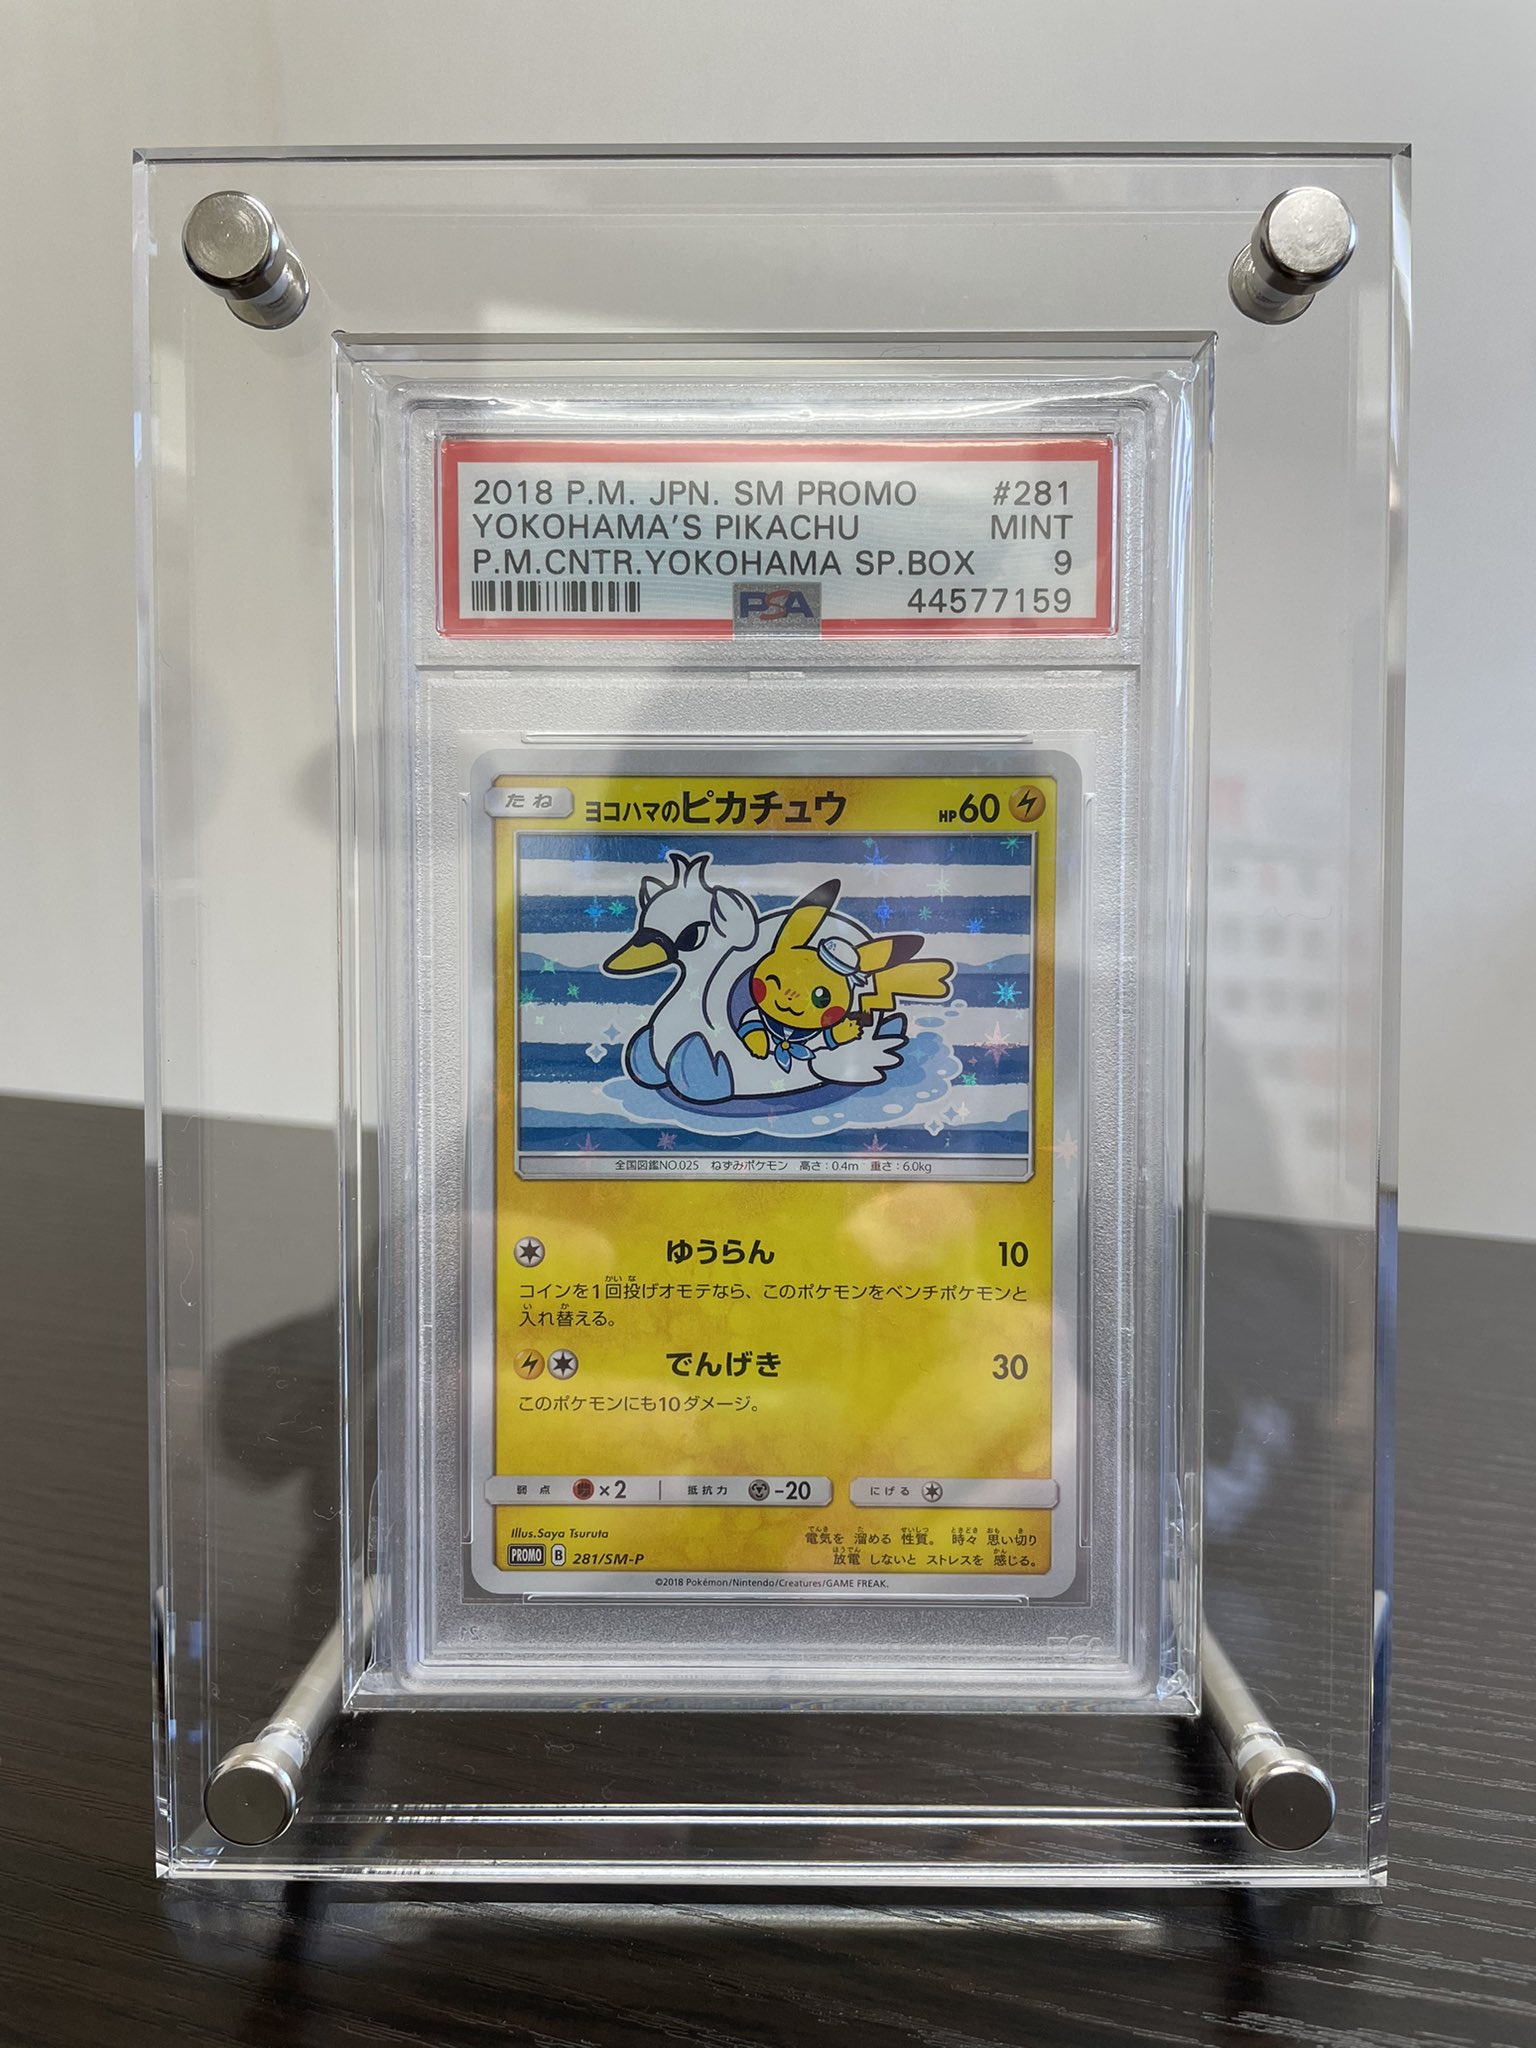 2018 P.M. JPN. SM PROMO #281
YOKOHAMA'S PIKACHU MINT
P.M.CNTR.YOKOHAMA SP.BOX 9
PSA 44577159
たね ヨコハマのピカチュウ HP60
全国図鑑NO.025 ねずみポケモン 高さ:0.4m 重さ:6.0kg
ゆうらん 10
コインを1回投げオモテなら、このポケモンをベンチポケモンと
入れ替える。
でんげき 30
このポケモンにも10ダメージ。
弱点 ×2 抵抗力 -20 にげる
Illus.Saya Tsuruta
電気を 溜める 性質。 時々 思い切り
PROMO B 281/SM-P
放電 しないと ストレスを 感じる。
©2018 Pokémon/Nintendo/Creatures/GAME FREAK.